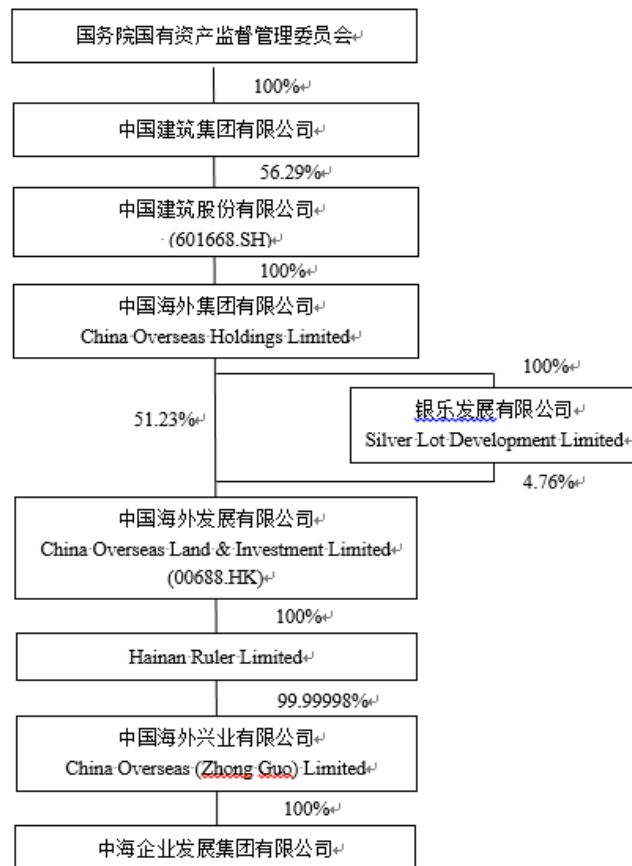 国务院国有资产监督管理委员会
100%
中国建筑集团有限公司
56.29%
中国建筑股份有限公司
(601668.SH)
100%
中国海外集团有限公司
China Overseas Holdings Limited
100%
51.23%
银乐发展有限公司
Silver Lot Development Limited
4.76%
中国海外发展有限公司
China Overseas Land & Investment Limited
(00688.HK)
100%
Hainan Ruler Limited
99.99998%
中国海外兴业有限公司
China Overseas (Zhong Guo) Limited
100%
中海企业发展集团有限公司